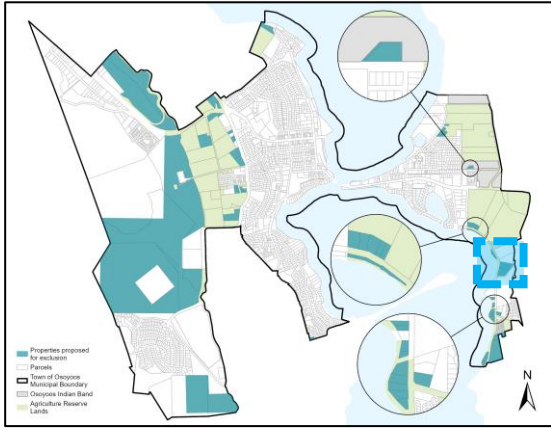 Properties proposed
for exclusion
Parcels
Town of Osoyoos
Municipal Boundary
Osoyoos Indian Band
Agriculture Reserve
Lands
N